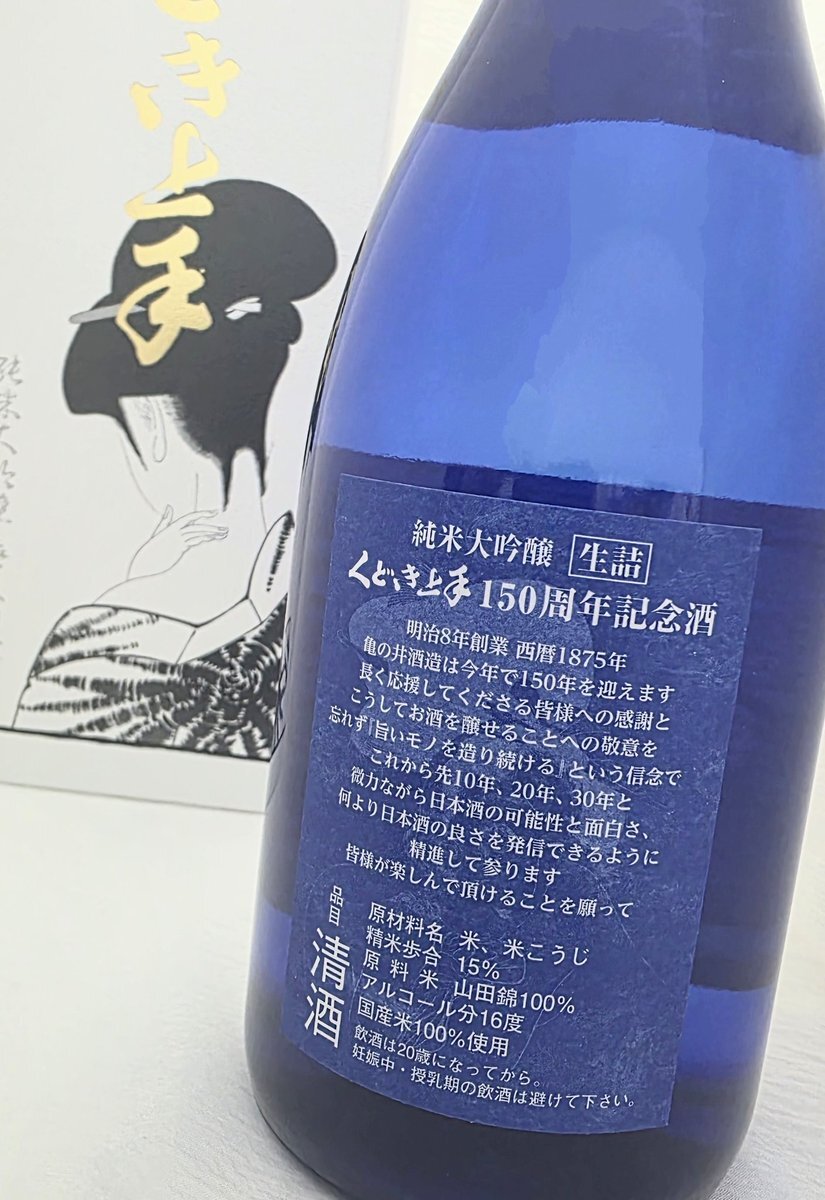 き上手
純米大吟醸 生詰
くどき上手150周年記念酒
明治8年創業 西暦1875年
亀の井酒造は今年で150年を迎えます
長く応援してくださる皆様への感謝と
こうしてお酒を醸せることへの敬意を
忘れず『旨いモノを造り続ける』という信念で
これから先10年、20年、30年と
微力ながら日本酒の可能性と面白さ、
何より日本酒の良さを発信できるように
精進して参ります
皆様が楽しんで頂けることを願って
品目 清酒
原材料名 米、米こうじ
精米歩合 15%
原料米 山田錦100%
アルコール分16度
国産米100%使用
飲酒は20歳になってから。
妊娠中・授乳期の飲酒は避けて下さい。